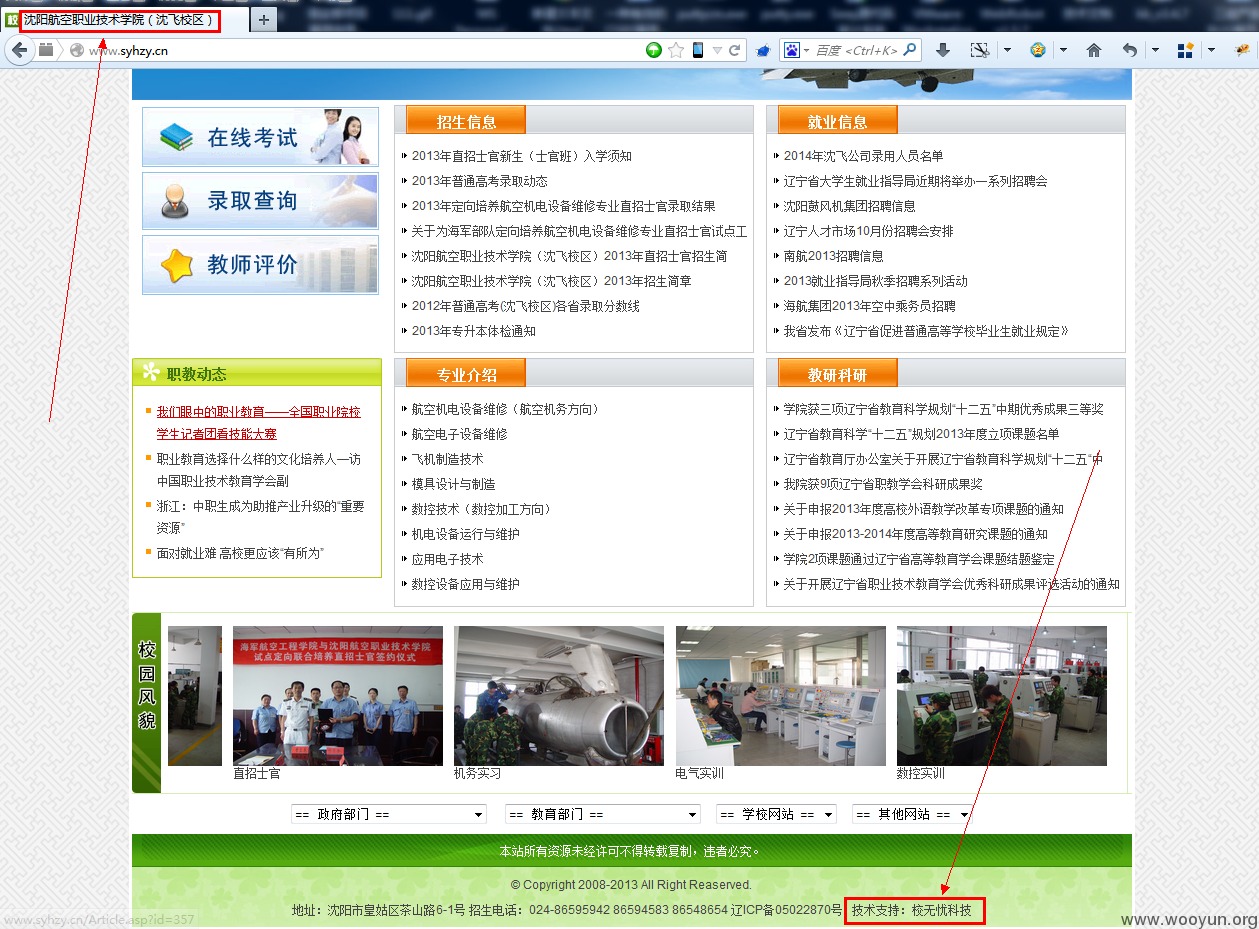 沈阳航空职业技术学院（沈飞校区）
www.syhzy.cn
百度 <Ctrl+K>
在线考试
录取查询
教师评价
招生信息
2013年直招士官新生（士官班）入学须知
2013年普通高考录取动态
2013年定向培养航空机电设备维修专业直招士官录取结果
关于为海军部队定向培养航空机电设备维修专业直招士官试点工
沈阳航空职业技术学院（沈飞校区）2013年直招士官招生简
沈阳航空职业技术学院（沈飞校区）2013年招生简章
2012年普通高考(沈飞校区)各省录取分数线
2013年专升本体检通知
就业信息
2014年沈飞公司录用人员名单
辽宁省大学生就业指导局近期将举办一系列招聘会
沈阳鼓风机集团招聘信息
辽宁人才市场10月份招聘会安排
南航2013招聘信息
2013就业指导局秋季招聘系列活动
海航集团2013年空中乘务员招聘
我省发布《辽宁省促进普通高等学校毕业生就业规定》
职教动态
我们眼中的职业教育——全国职业院校
学生记者团看技能大赛
职业教育选择什么样的文化培养人—访
中国职业技术教育学会副
浙江：中职生成为助推产业升级的“重要
资源”
面对就业难 高校更应该“有所为”
专业介绍
航空机电设备维修（航空机务方向）
航空电子设备维修
飞机制造技术
模具设计与制造
数控技术（数控加工方向）
机电设备运行与维护
应用电子技术
数控设备应用与维护
教研科研
学院获三项辽宁省教育科学规划“十二五”中期优秀成果三等奖
辽宁省教育科学“十二五”规划2013年度立项课题名单
辽宁省教育厅办公室关于开展辽宁省教育科学规划“十二五”中
我院获9项辽宁省职教学会科研成果奖
关于申报2013年度高校外语教学改革专项课题的通知
关于申报2013-2014年度高等教育研究课题的通知
学院2项课题通过辽宁省高等教育学会课题结题鉴定
关于开展辽宁省职业技术教育学会优秀科研成果评选活动的通知
校园风貌
海军航空工程学院与沈阳航空职业技术学院
试点定向联合培养直招士官签约仪式
直招士官
机务实习
电气实训
数控实训
== 政府部门 ==
== 教育部门 ==
== 学校网站 ==
== 其他网站 ==
本站所有资源未经许可不得转载复制，违者必究。
© Copyright 2008-2013 All Right Reaserved.
地址：沈阳市皇姑区茶山路6-1号 招生电话：024-86595942 86594583 86548654 辽ICP备05022870号 技术支持：校无忧科技
www.syhzy.cn/Article.asp?id=357
www.wooyun.org